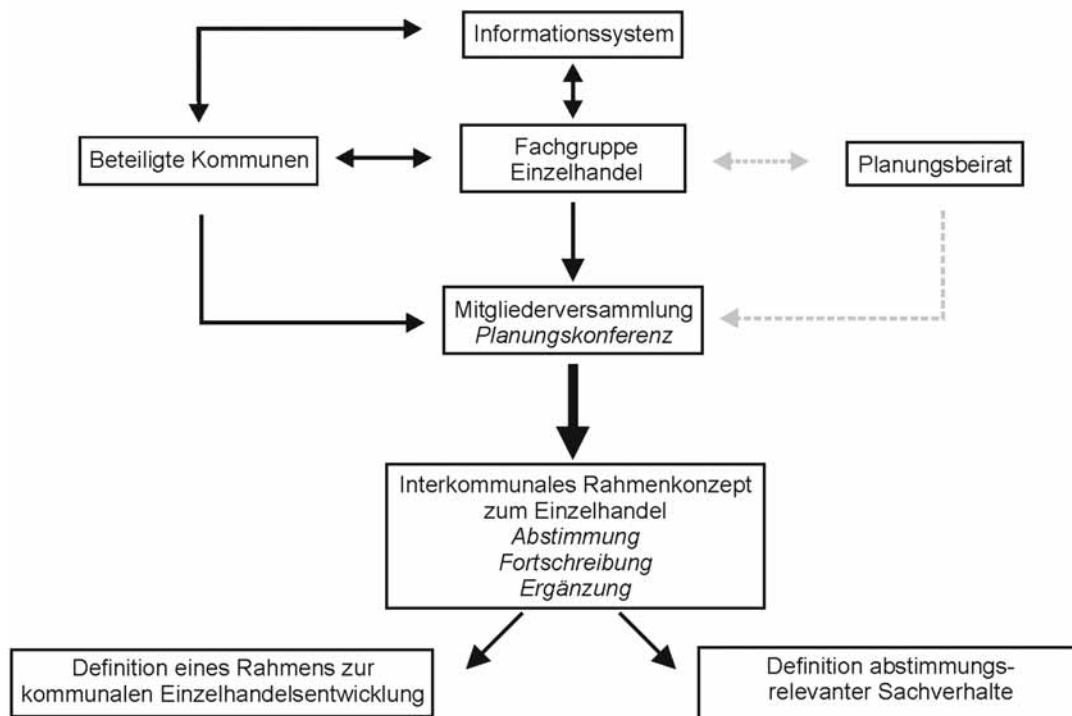 Informationssystem
Beteiligte Kommunen
Fachgruppe
Einzelhandel
Planungsbeirat
Mitgliederversammlung
Planungskonferenz
Interkommunales Rahmenkonzept
zum Einzelhandel
Abstimmung
Fortschreibung
Ergänzung
Definition eines Rahmens zur
kommunalen Einzelhandelsentwicklung
Definition abstimmungs-
relevanter Sachverhalte